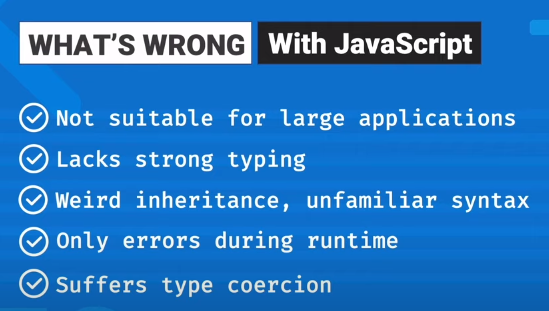 WHAT'S WRONG With JavaScript
Not suitable for large applications
Lacks strong typing
Weird inheritance, unfamiliar syntax
Only errors during runtime
Suffers type coercion